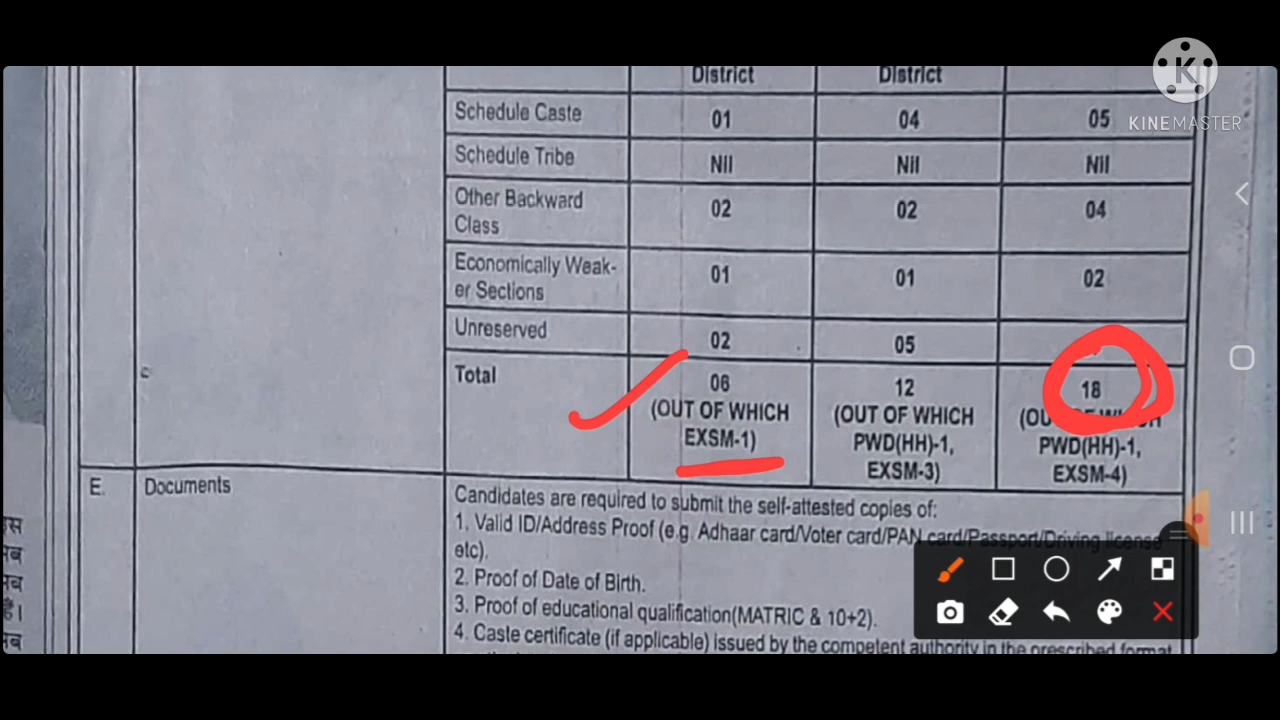 District District
KINEMASTER
Schedule Caste 01 04 05
Schedule Tribe Nil Nil Nil
Other Backward 02 02 04
Class
Economically Weak- 01 01 02
er Sections
Unreserved 02 05
Total 06 12 18
(OUT OF WHICH (OUT OF WHICH (OUT OF WHICH
EXSM-1) PWD(HH)-1, PWD(HH)-1,
EXSM-3) EXSM-4)
E. Documents Candidates are required to submit the self-attested copies of:
1. Valid ID/Address Proof (e.g. Adhaar card/Voter card/PAN card/Passport/Driving license
etc).
2. Proof of Date of Birth.
3. Proof of educational qualification(MATRIC & 10+2).
4. Caste certificate (if applicable) issued by the competent authority in the prescribed format